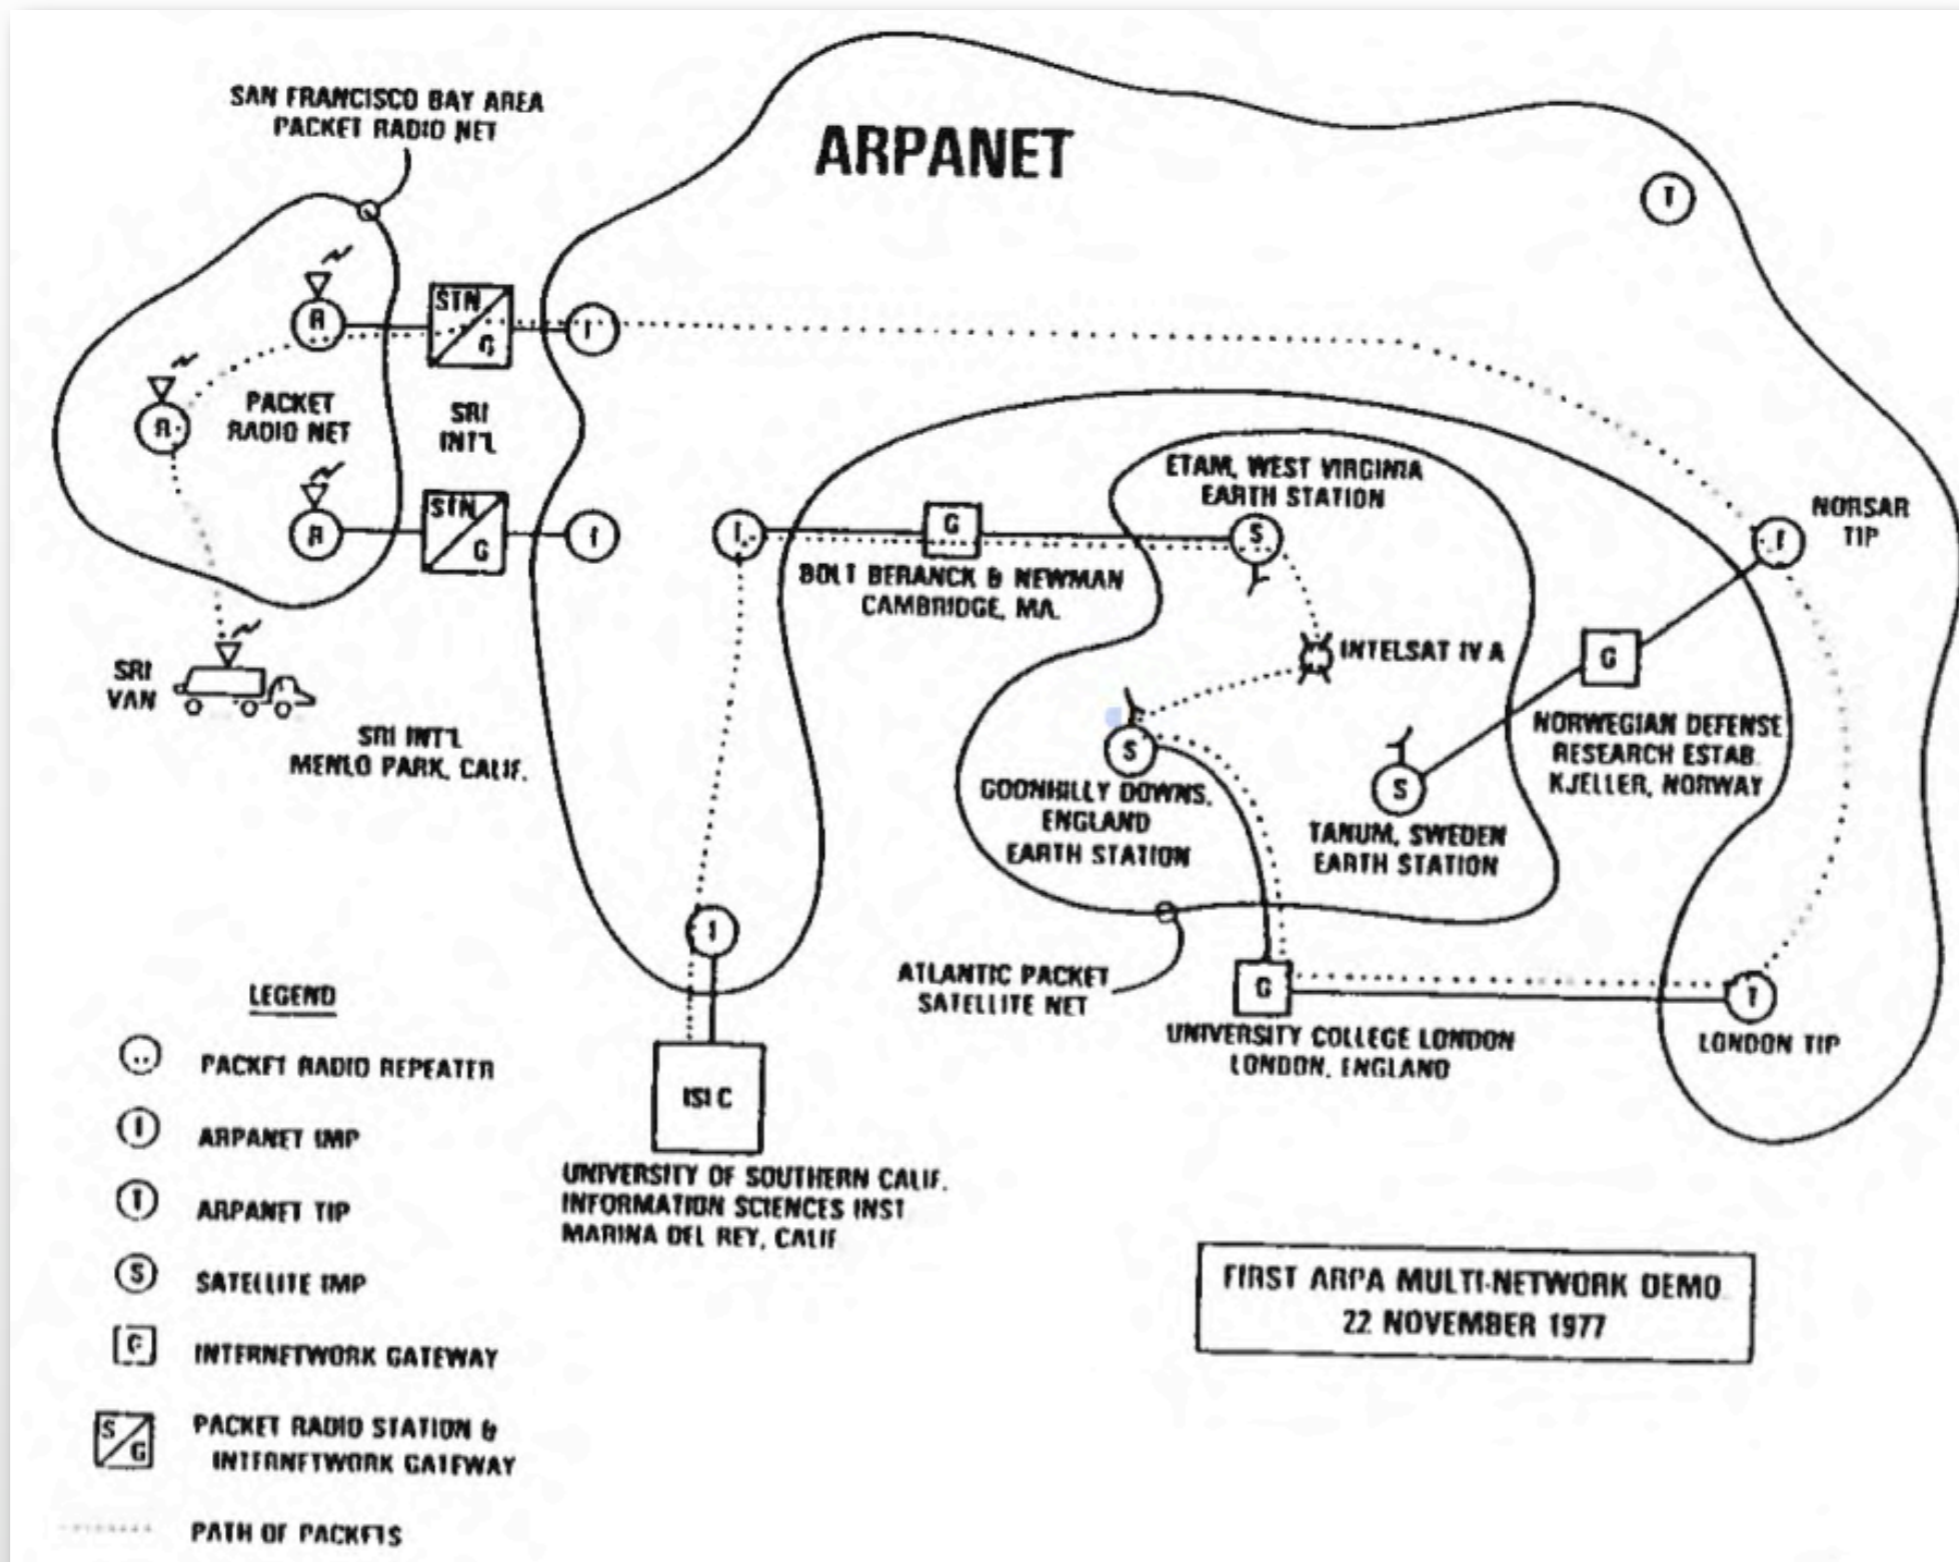 SAN FRANCISCO BAY AREA
PACKET RADIO NET
ARPANET
T
R
STN
G
I
R
PACKET
RADIO NET
SRI
INT'L
R
STN
G
I
I
G
BOLT BERANCK & NEWMAN
CAMBRIDGE, MA.
ETAM, WEST VIRGINIA
EARTH STATION
S
INTELSAT IV A
NORSAR
TIP
T
G
NORWEGIAN DEFENSE
RESEARCH ESTAB.
KJELLER, NORWAY
SRI
VAN
SRI INT'L
MENLO PARK, CALIF.
S
GOONHILLY DOWNS,
ENGLAND
EARTH STATION
S
TANUM, SWEDEN
EARTH STATION
I
ATLANTIC PACKET
SATELLITE NET
G
UNIVERSITY COLLEGE LONDON
LONDON, ENGLAND
T
LONDON TIP
ISI C
UNIVERSITY OF SOUTHERN CALIF.
INFORMATION SCIENCES INST
MARINA DEL REY, CALIF
LEGEND
PACKET RADIO REPEATER
I ARPANET IMP
T ARPANET TIP
S SATELLITE IMP
G INTERNETWORK GATEWAY
S
G
PACKET RADIO STATION &
INTERNETWORK GATEWAY
PATH OF PACKETS
FIRST ARPA MULTI-NETWORK DEMO
22 NOVEMBER 1977